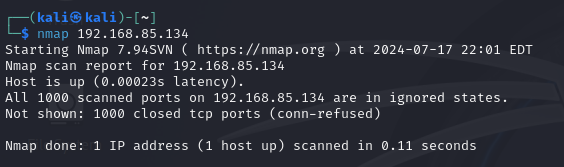 ┌──(kali㉿kali)-[~]
└─$ nmap 192.168.85.134
Starting Nmap 7.94SVN ( https://nmap.org ) at 2024-07-17 22:01 EDT
Nmap scan report for 192.168.85.134
Host is up (0.00023s latency).
All 1000 scanned ports on 192.168.85.134 are in ignored states.
Not shown: 1000 closed tcp ports (conn-refused)
Nmap done: 1 IP address (1 host up) scanned in 0.11 seconds